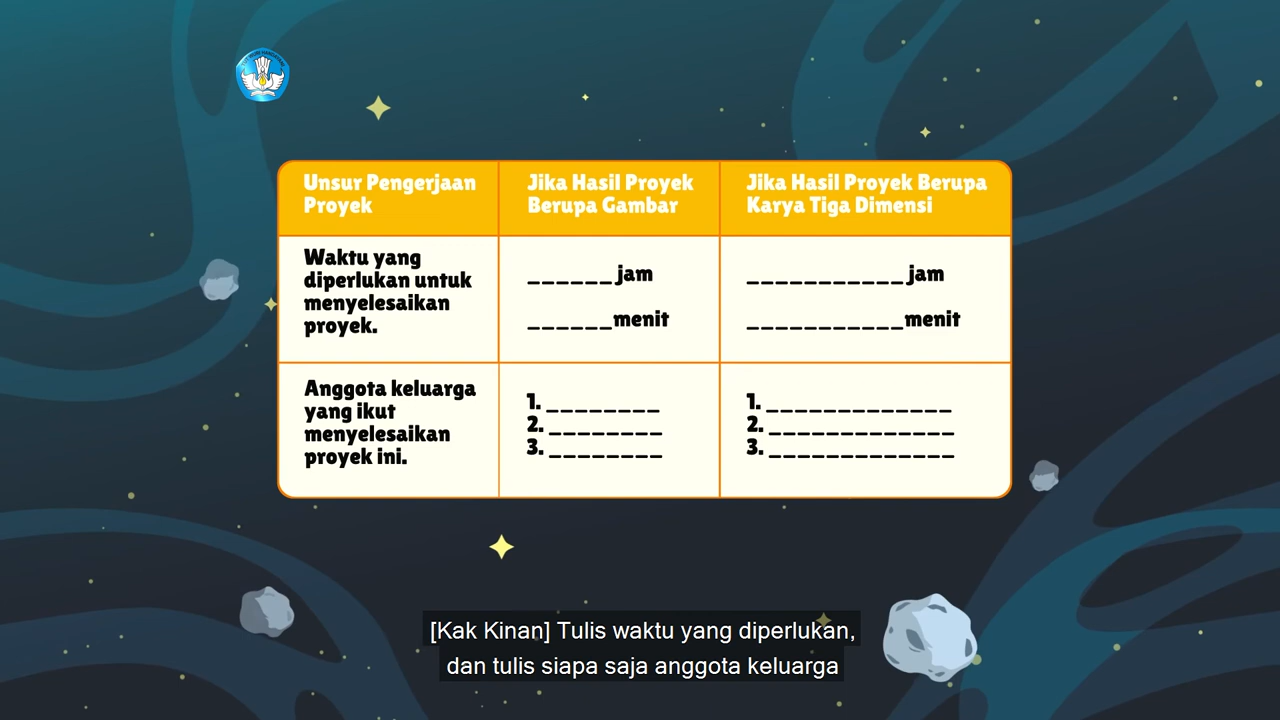 Unsur Pengerjaan
Proyek
Jika Hasil Proyek
Berupa Gambar
Jika Hasil Proyek Berupa
Karya Tiga Dimensi
Waktu yang
diperlukan untuk
menyelesaikan
proyek.
______jam
______menit
___________jam
___________menit
Anggota keluarga
yang ikut
menyelesaikan
proyek ini.
1. ________
2. ________
3. ________
1. _____________
2. _____________
3. _____________
[Kak Kinan] Tulis waktu yang diperlukan,
dan tulis siapa saja anggota keluarga